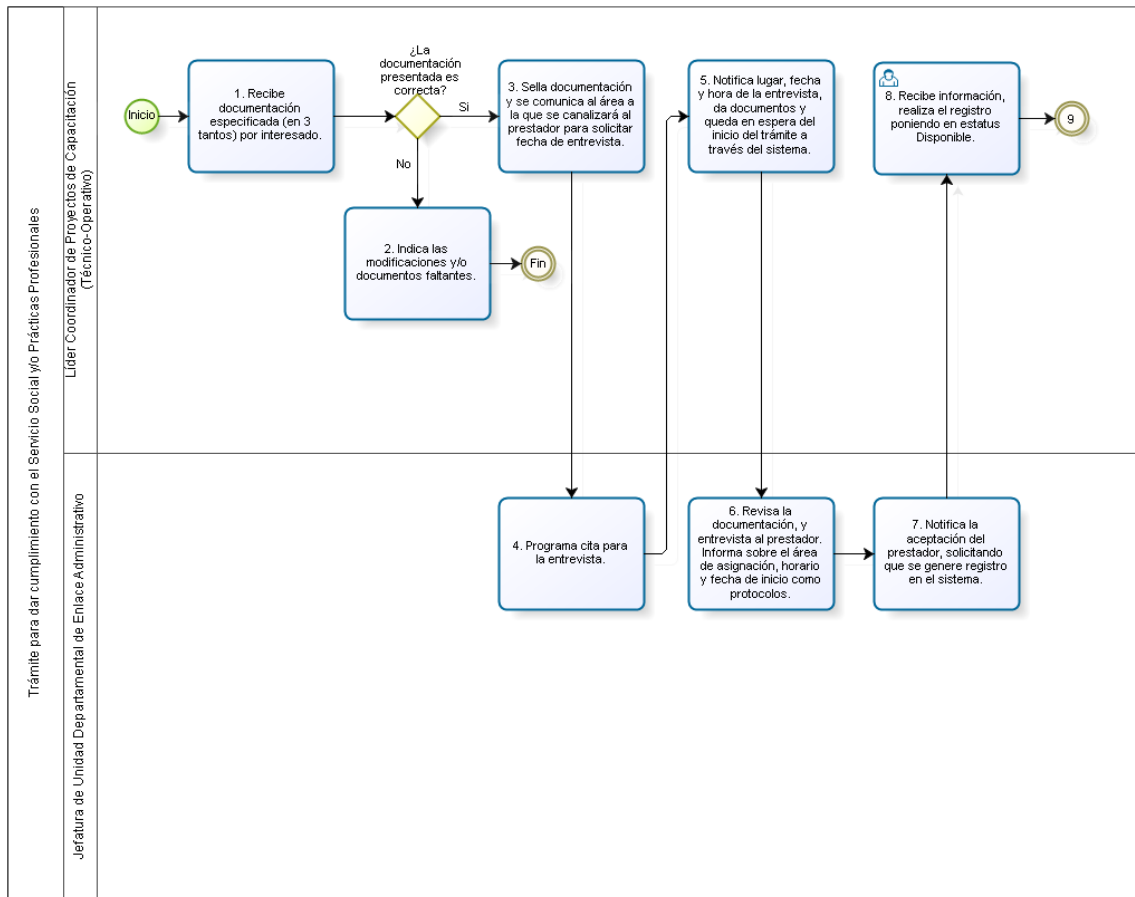 Trámite para dar cumplimiento con el Servicio Social y/o Prácticas Profesionales
Líder Coordinador de Proyectos de Capacitación
(Técnico-Operativo)
Inicio
1. Recibe
documentación
especificada (en 3
tantos) por interesado.
¿La
documentación
presentada es
correcta?
Si
No
2. Indica las
modificaciones y/o
documentos faltantes.
Fin
3. Sella documentación
y se comunica al área a
la que se canalizará al
prestador para solicitar
fecha de entrevista.
5. Notifica lugar, fecha
y hora de la entrevista,
da documentos y
queda en espera del
inicio del trámite a
través del sistema.
8. Recibe información,
realiza el registro
poniendo en estatus
Disponible.
9
Jefatura de Unidad Departamental de Enlace Administrativo
4. Programa cita para
la entrevista.
6. Revisa la
documentación, y
entrevista al prestador.
Informa sobre el área
de asignación, horario
y fecha de inicio como
protocolos.
7. Notifica la
aceptación del
prestador, solicitando
que se genere registro
en el sistema.